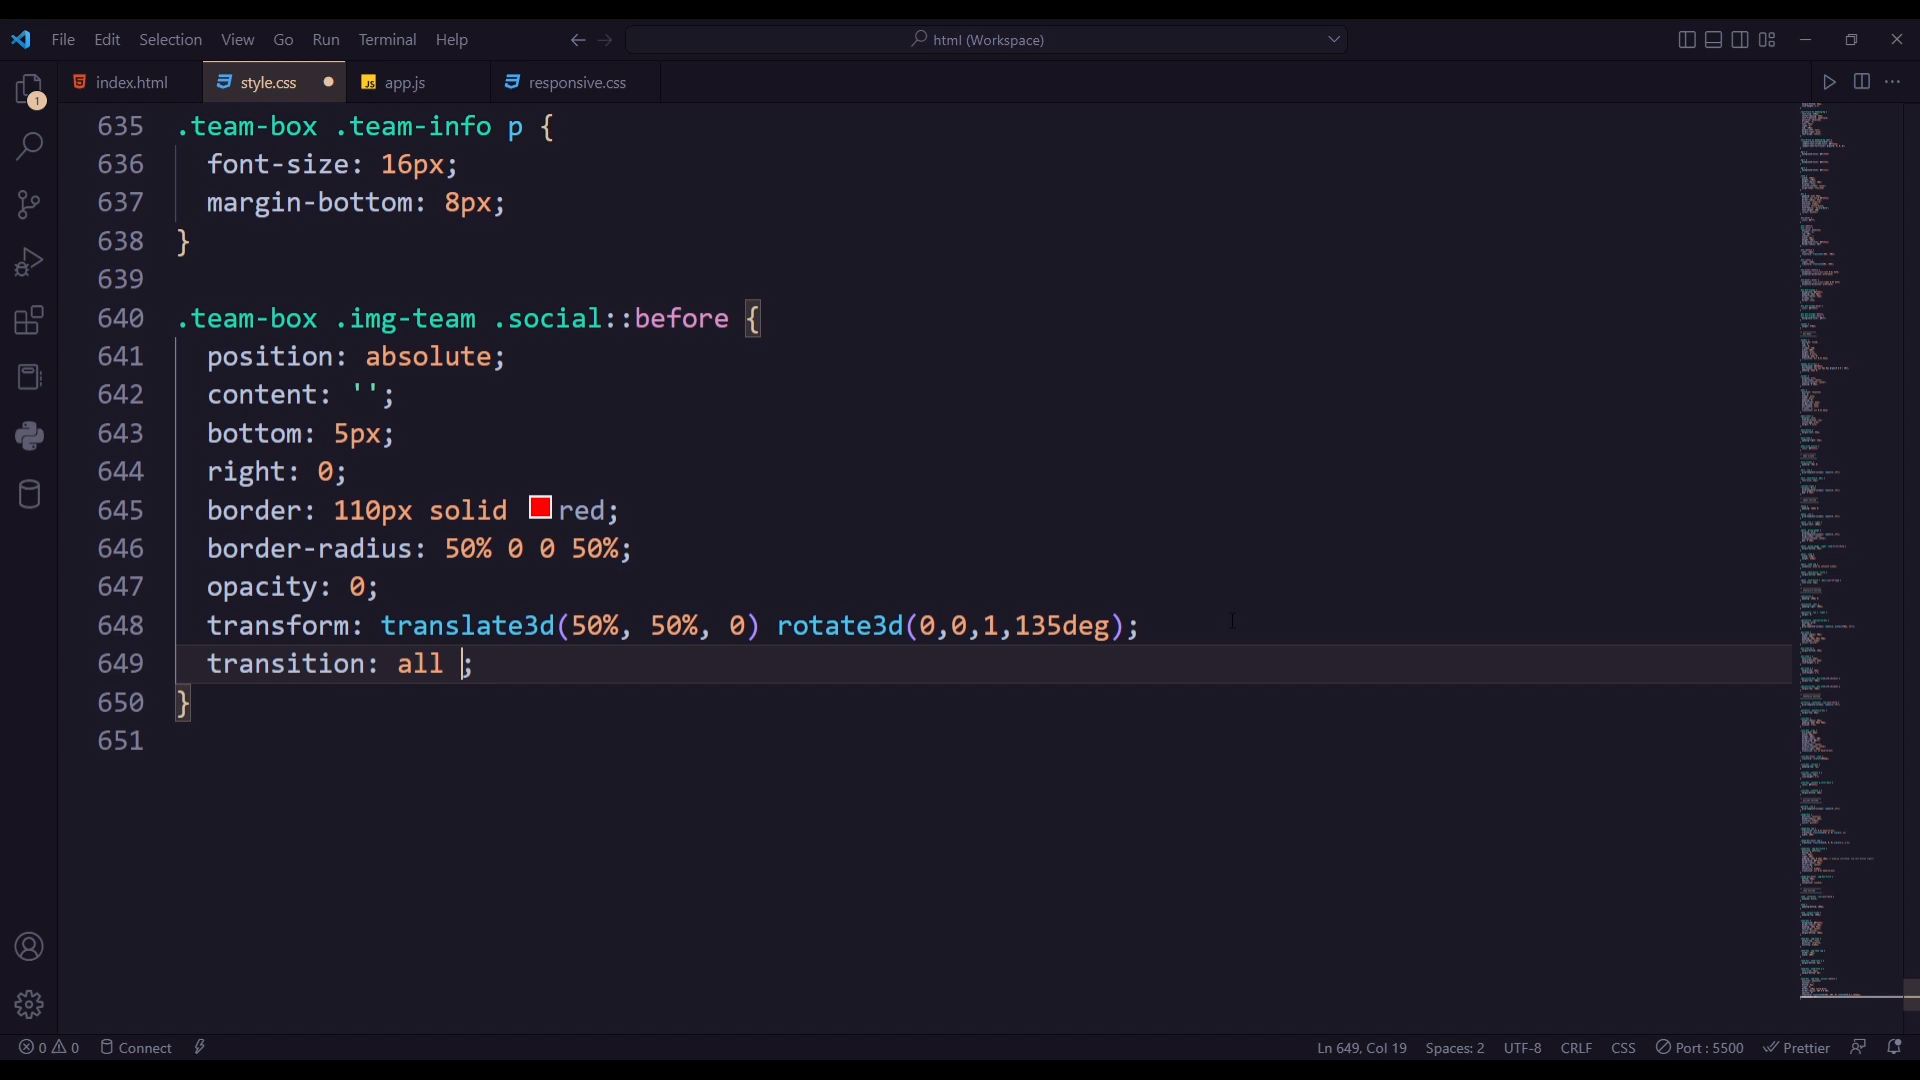 File Edit Selection View Go Run Terminal Help html (Workspace)
index.html style.css app.js responsive.css
1
635 .team-box .team-info p {
636 font-size: 16px;
637 margin-bottom: 8px;
638 }
639
640 .team-box .img-team .social::before {
641 position: absolute;
642 content: '';
643 bottom: 5px;
644 right: 0;
645 border: 110px solid red;
646 border-radius: 50% 0 0 50%;
647 opacity: 0;
648 transform: translate3d(50%, 50%, 0) rotate3d(0,0,1,135deg);
649 transition: all ;
650 }
651
0 0 Connect Ln 649, Col 19 Spaces: 2 UTF-8 CRLF CSS Port : 5500 Prettier